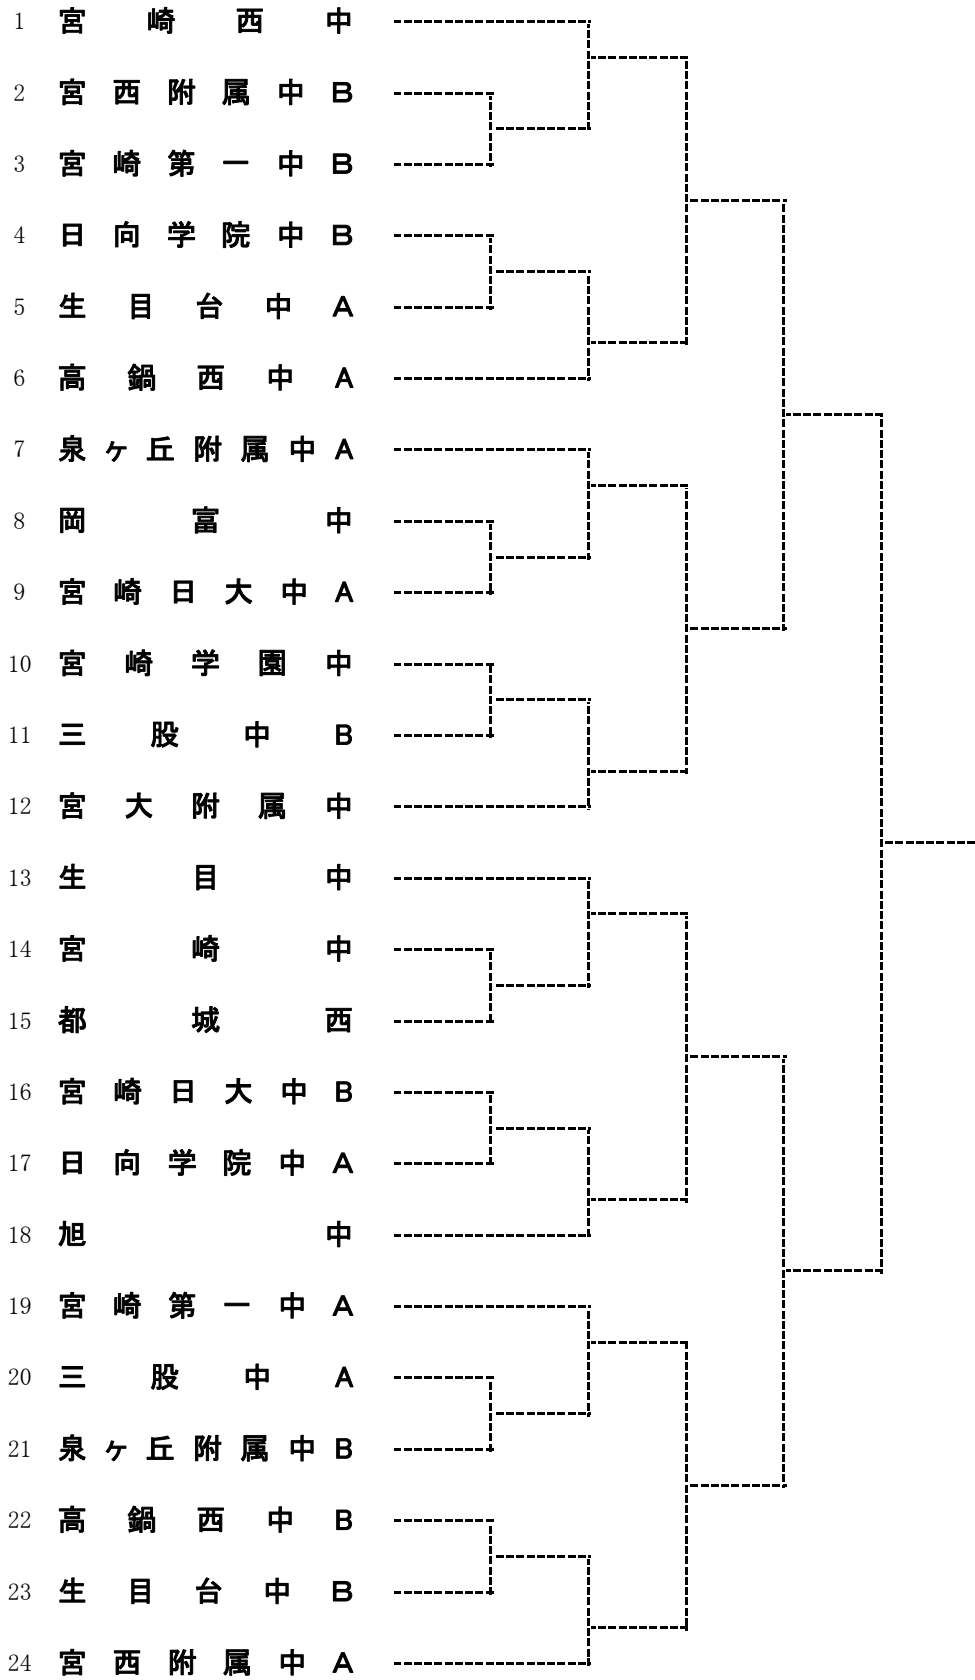 1 宮崎西中
2 宮西附属中B
3 宮崎第一中B
4 日向学院中B
5 生目台中A
6 高鍋西中A
7 泉ヶ丘附属中A
8 岡富中
9 宮崎日大中A
10 宮崎学園中
11 三股中B
12 宮大附属中
13 生目中
14 宮崎中
15 都城西
16 宮崎日大中B
17 日向学院中A
18 旭中
19 宮崎第一中A
20 三股中A
21 泉ヶ丘附属中B
22 高鍋西中B
23 生目台中B
24 宮西附属中A